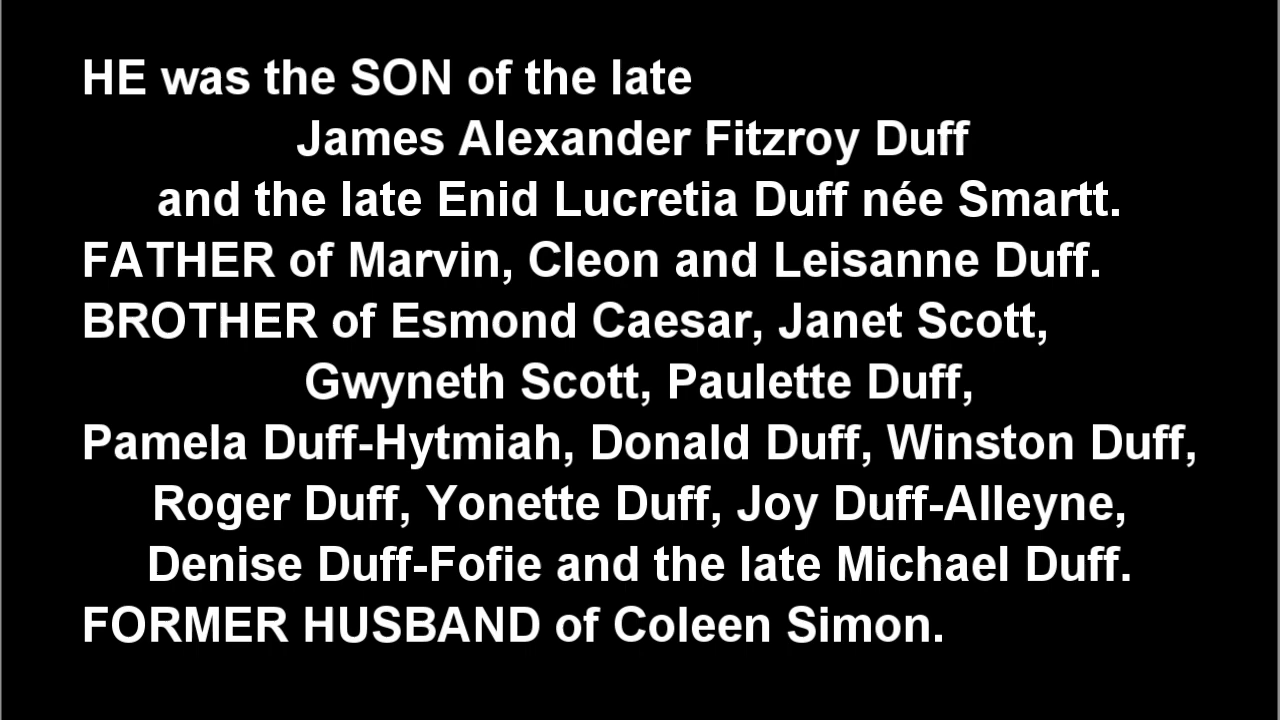 HE was the SON of the late
James Alexander Fitzroy Duff
and the late Enid Lucretia Duff née Smartt.
FATHER of Marvin, Cleon and Leisanne Duff.
BROTHER of Esmond Caesar, Janet Scott,
Gwyneth Scott, Paulette Duff,
Pamela Duff-Hytmiah, Donald Duff, Winston Duff,
Roger Duff, Yonette Duff, Joy Duff-Alleyne,
Denise Duff-Fofie and the late Michael Duff.
FORMER HUSBAND of Coleen Simon.